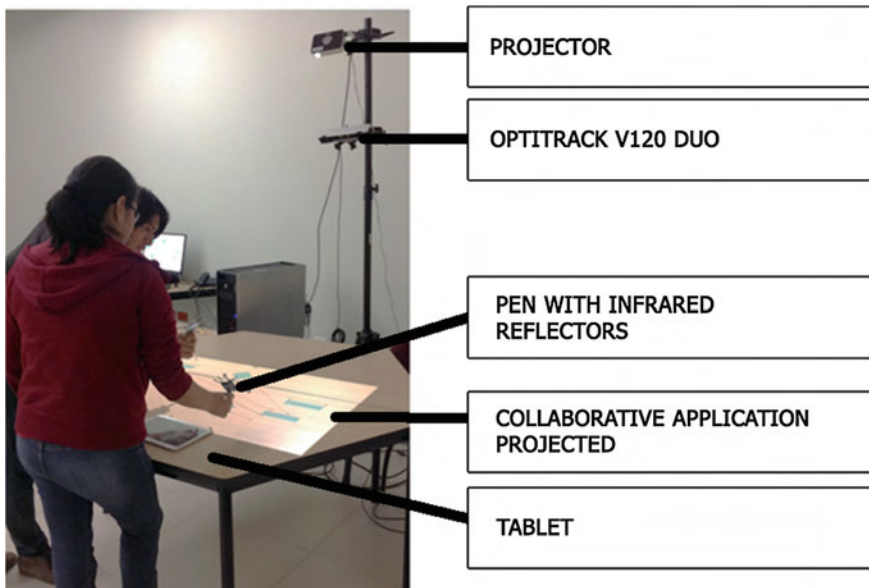 PROJECTOR
OPTITRACK V120 DUO
PEN WITH INFRARED
REFLECTORS
COLLABORATIVE APPLICATION
PROJECTED
TABLET